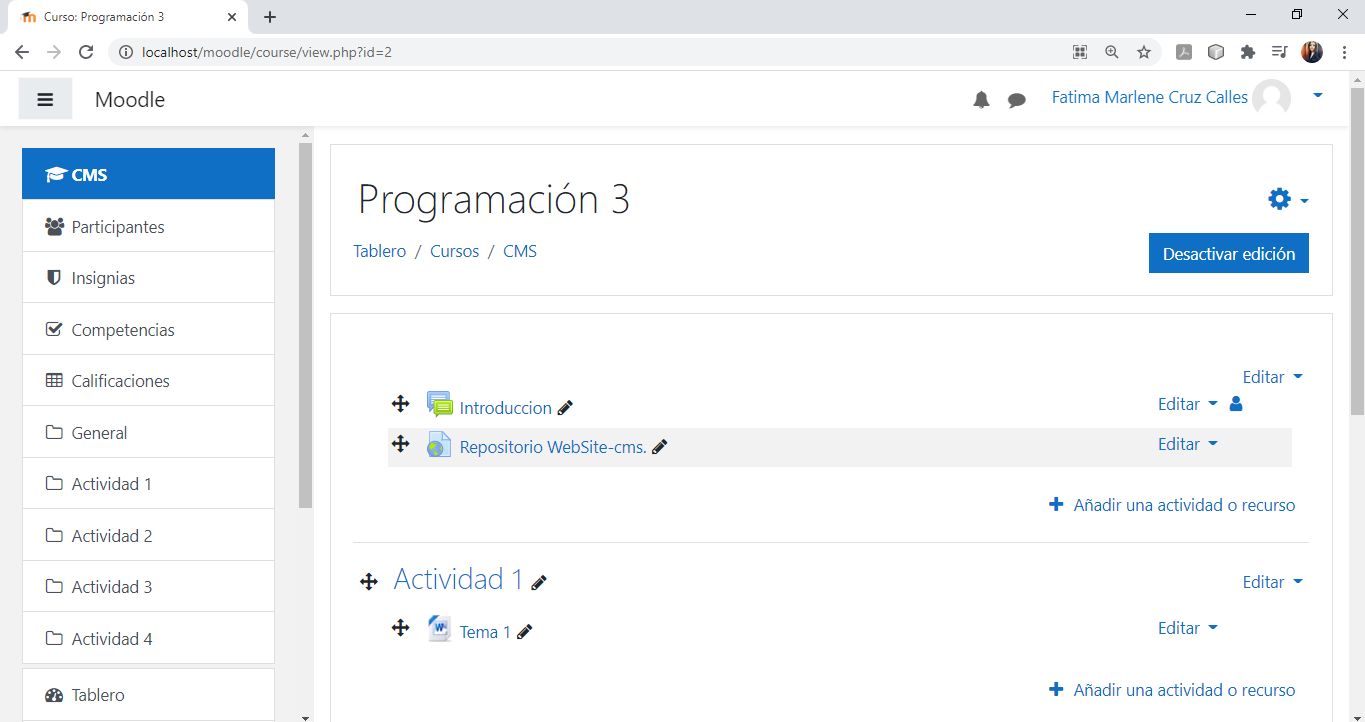 Curso: Programación 3
localhost/moodle/course/view.php?id=2
Moodle
Fatima Marlene Cruz Calles
CMS
Participantes
Insignias
Competencias
Calificaciones
General
Actividad 1
Actividad 2
Actividad 3
Actividad 4
Tablero
Programación 3
Tablero / Cursos / CMS
Desactivar edición
Editar
Introduccion Editar
Repositorio WebSite-cms. Editar
Añadir una actividad o recurso
Actividad 1 Editar
Tema 1 Editar
Añadir una actividad o recurso